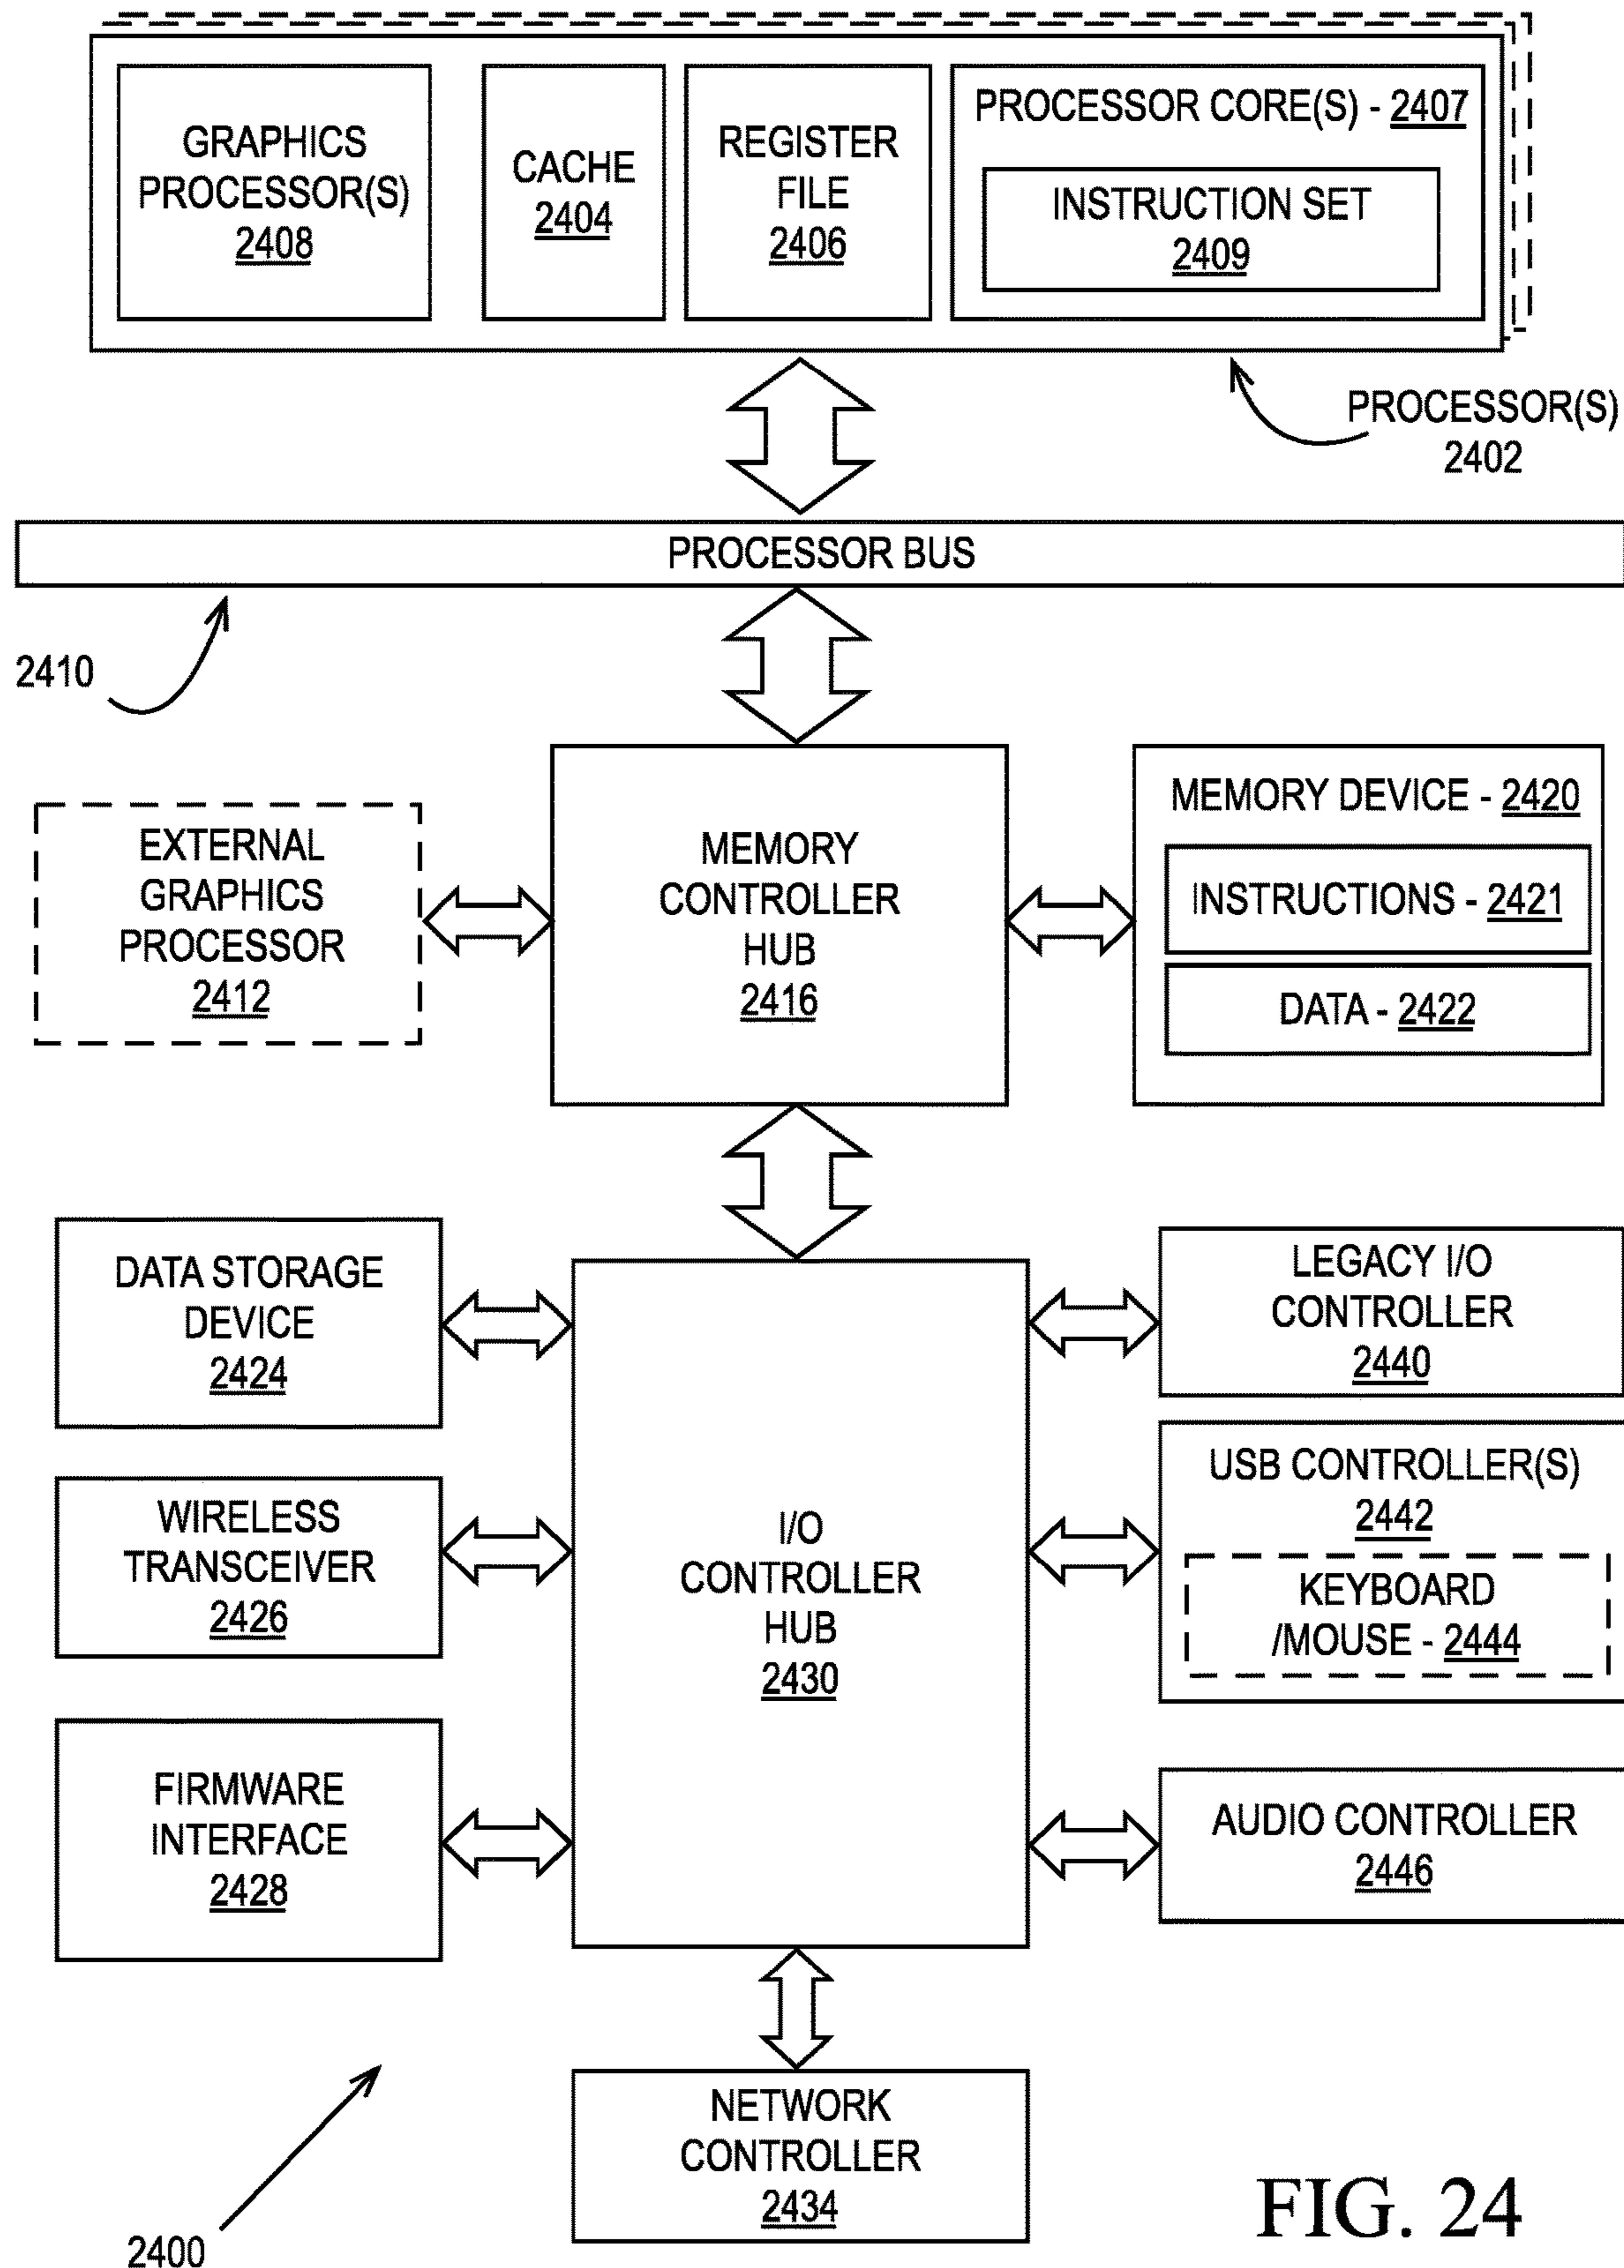 GRAPHICS
PROCESSOR(S)
2408
CACHE
2404
REGISTER
FILE
2406
PROCESSOR CORE(S) - 2407
INSTRUCTION SET
2409
PROCESSOR(S)
2402
PROCESSOR BUS
2410
EXTERNAL
GRAPHICS
PROCESSOR
2412
MEMORY
CONTROLLER
HUB
2416
MEMORY DEVICE - 2420
INSTRUCTIONS - 2421
DATA - 2422
DATA STORAGE
DEVICE
2424
WIRELESS
TRANSCEIVER
2426
FIRMWARE
INTERFACE
2428
I/O
CONTROLLER
HUB
2430
LEGACY I/O
CONTROLLER
2440
USB CONTROLLER(S)
2442
KEYBOARD
/MOUSE - 2444
AUDIO CONTROLLER
2446
NETWORK
CONTROLLER
2434
2400
FIG. 24